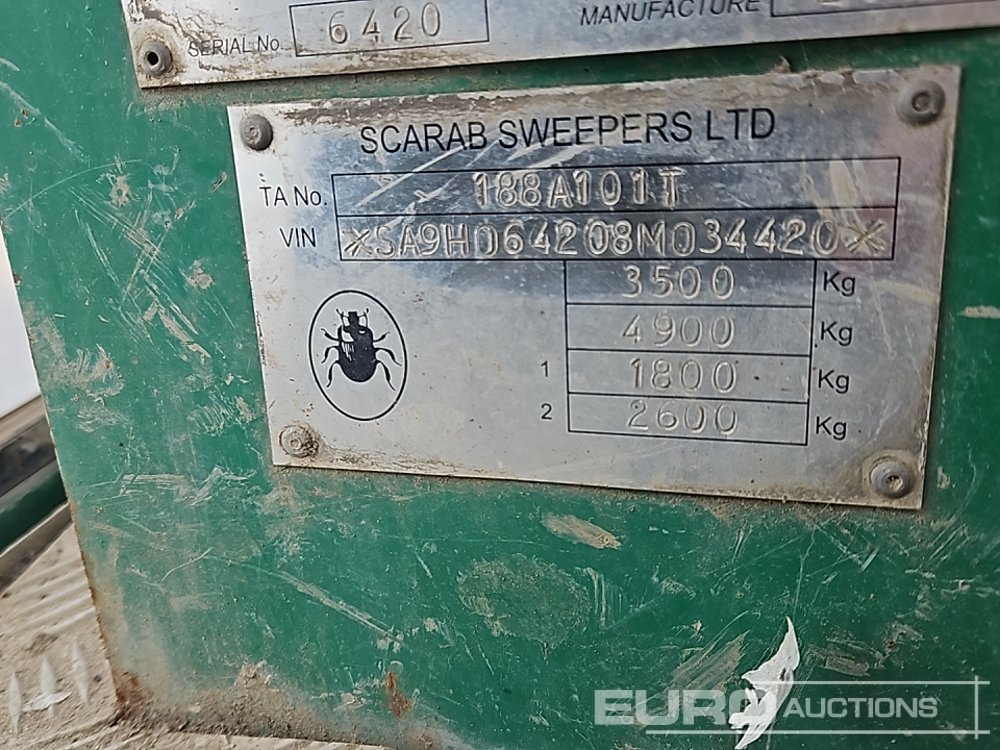 SERIAL No. 6420
MANUFACTURE
SCARAB SWEEPERS LTD
TA No. 188A101T
VIN *SA9HD64208M034420*
3500 Kg
4900 Kg
1 1800 Kg
2 2600 Kg
EURO AUCTIONS